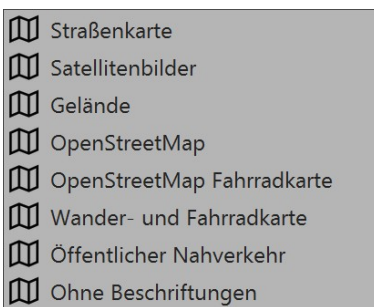 Straßenkarte
Satellitenbilder
Gelände
OpenStreetMap
OpenStreetMap Fahrradkarte
Wander- und Fahrradkarte
Öffentlicher Nahverkehr
Ohne Beschriftungen